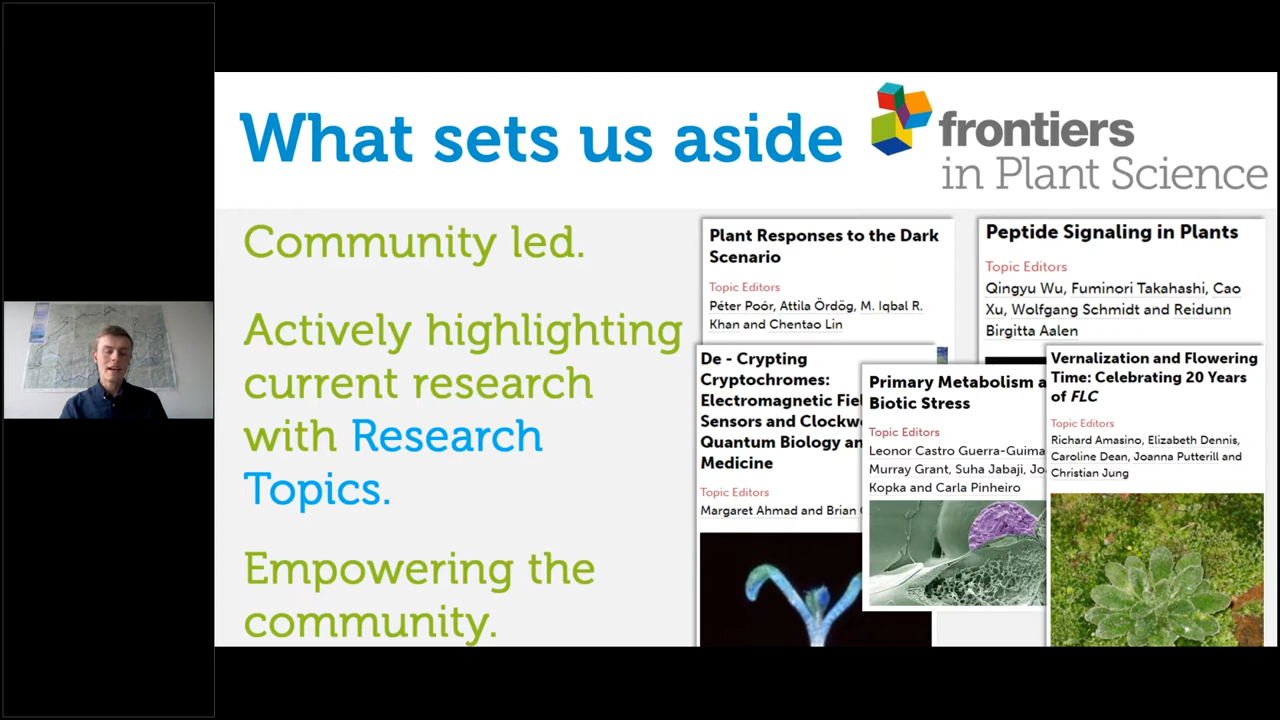 What sets us aside
frontiers
in Plant Science
Community led.
Actively highlighting
current research
with Research
Topics.
Empowering the
community.
Plant Responses to the Dark
Scenario
Topic Editors
Péter Poór, Attila Ördög, M. Iqbal R.
Khan and Chentao Lin
Peptide Signaling in Plants
Topic Editors
Qingyu Wu, Fuminori Takahashi, Cao
Xu, Wolfgang Schmidt and Reidunn
Birgitta Aalen
De - Crypting
Cryptochromes:
Electromagnetic
Sensors and
Quantum Biology
Medicine
Topic Editors
Margaret Ahmad and Brian
Primary Metabolism
Biotic Stress
Topic Editors
Leonor Castro
Murray Grant, Suha Jabaji,
Kopka and Carla Pinheiro
Vernalization and Flowering
Time: Celebrating 20 Years
of FLC
Topic Editors
Richard Amasino, Elizabeth Dennis,
Caroline Dean, Joanna Putterill and
Christian Jung